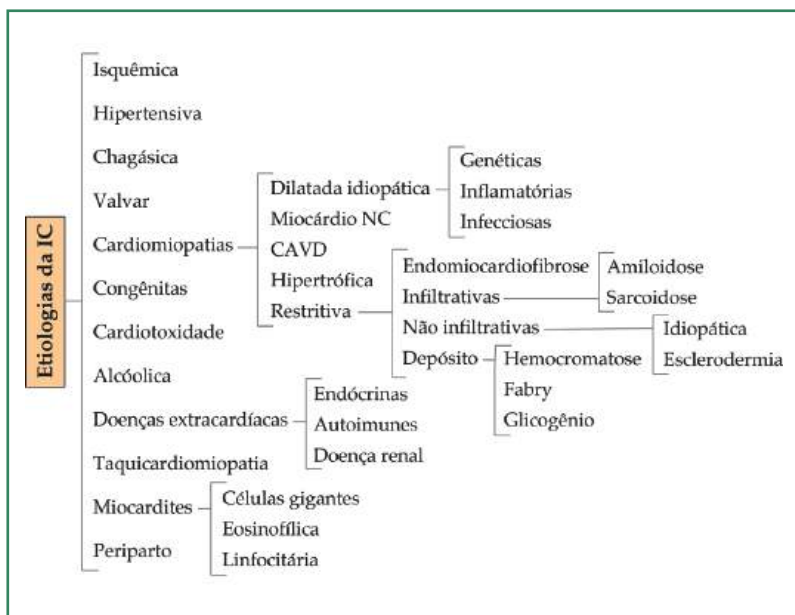 Etiologias da IC
Isquêmica
Hipertensiva
Chagásica
Valvar
Cardiomiopatias
Dilatada idiopática
Genéticas
Inflamatórias
Infecciosas
Miocárdio NC
CAVD
Hipertrófica
Restritiva
Endomiocardiofibrose
Infiltrativas
Amiloidose
Sarcoidose
Não infiltrativas
Idiopática
Esclerodermia
Depósito
Hemocromatose
Fabry
Glicogênio
Congênitas
Cardiotoxidade
Alcóolica
Doenças extracardíacas
Endócrinas
Autoimunes
Doença renal
Taquicardiomiopatia
Miocardites
Células gigantes
Eosinofílica
Linfocitária
Periparto